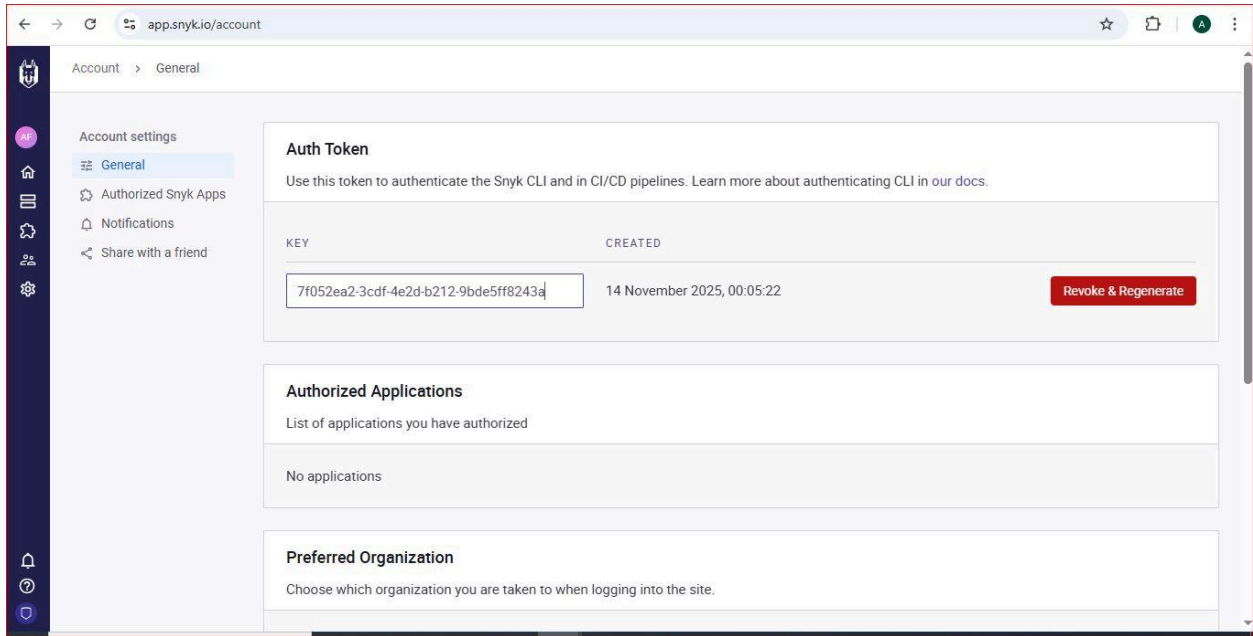 app.snyk.io/account
A
Account > General
AF
Account settings
General
Authorized Snyk Apps
Notifications
Share with a friend
Auth Token
Use this token to authenticate the Snyk CLI and in CI/CD pipelines. Learn more about authenticating CLI in our docs.
KEY CREATED
7f052ea2-3cdf-4e2d-b212-9bde5ff8243a 14 November 2025, 00:05:22 Revoke & Regenerate
Authorized Applications
List of applications you have authorized
No applications
Preferred Organization
Choose which organization you are taken to when logging into the site.